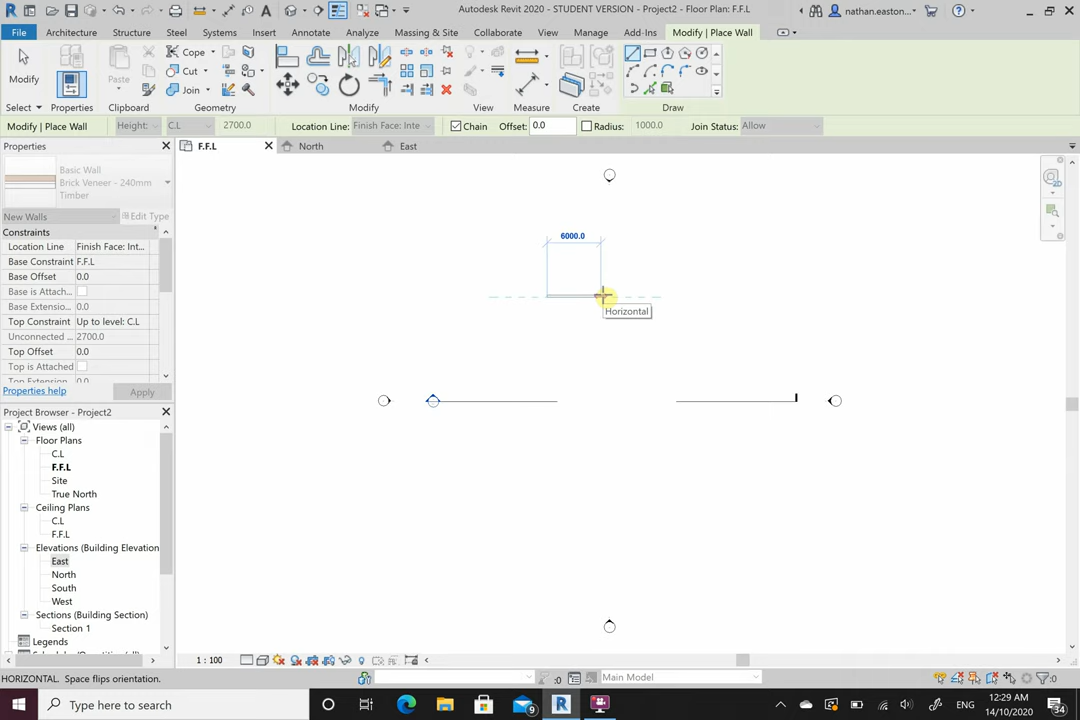 Autodesk Revit 2020 - STUDENT VERSION - Project2 - Floor Plan: F.F.L
nathan.easton...
File Architecture Structure Steel Systems Insert Annotate Analyze Massing & Site Collaborate View Manage Add-Ins Modify | Place Wall
Modify
Paste
Cope
Cut
Join
Select Properties Clipboard Geometry Modify View Measure Create Draw
Modify | Place Wall Height: C.L 2700.0 Location Line: Finish Face: Inte Chain Offset: 0.0 Radius: 1000.0 Join Status: Allow
Properties
F.F.L North East
Basic Wall
Brick Veneer - 240mm
Timber
New Walls Edit Type
Constraints
Location Line Finish Face: Int...
Base Constraint F.F.L
Base Offset 0.0
Base is Attach...
Base Extensio... 0.0
Top Constraint Up to level: C.L
Unconnected ... 2700.0
Top Offset 0.0
Top is Attached
Properties help Apply
6000.0
Horizontal
Project Browser - Project2
Views (all)
Floor Plans
C.L
F.F.L
Site
True North
Ceiling Plans
C.L
F.F.L
Elevations (Building Elevation
East
North
South
West
Sections (Building Section)
Section 1
Legends
1 : 100
HORIZONTAL. Space flips orientation.
:0
Main Model
:0
2D
Type here to search
9
ENG
12:29 AM
14/10/2020
34